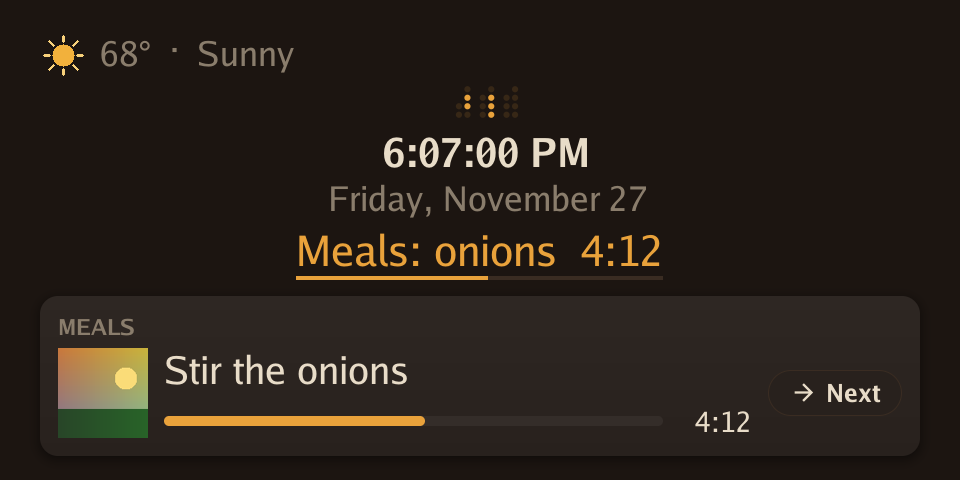 68° · Sunny
6:07:00 PM
Friday, November 27
Meals: onions 4:12
MEALS
Stir the onions
4:12
→ Next